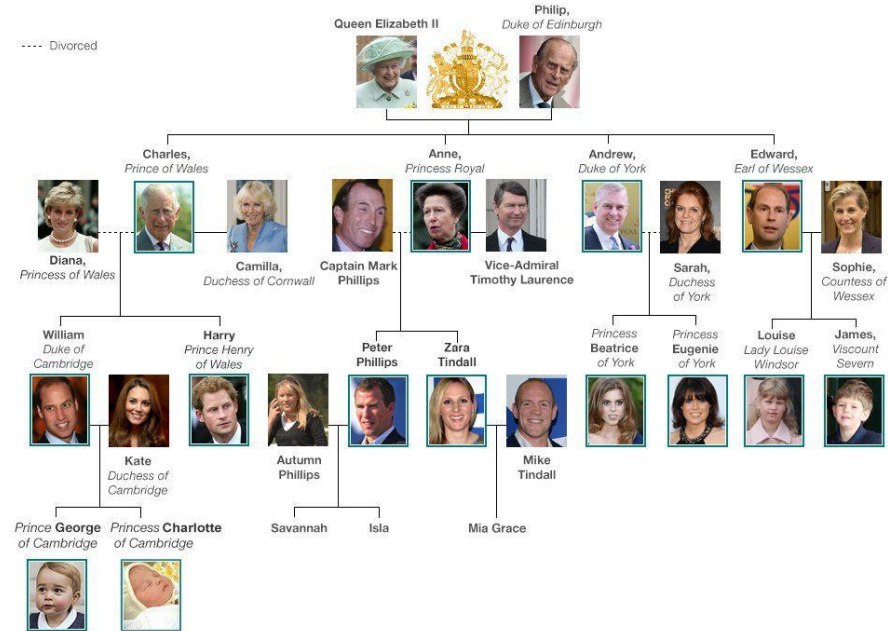 Queen Elizabeth II
Philip,
Duke of Edinburgh
---- Divorced
Charles,
Prince of Wales
Anne,
Princess Royal
Andrew,
Duke of York
Edward,
Earl of Wessex
Diana,
Princess of Wales
Camilla,
Duchess of Cornwall
Captain Mark
Phillips
Vice-Admiral
Timothy Laurence
Sarah,
Duchess
of York
Sophie,
Countess of
Wessex
William
Duke of
Cambridge
Harry
Prince Henry
of Wales
Peter
Phillips
Zara
Tindall
Princess
Beatrice
of York
Princess
Eugenie
of York
Louise
Lady Louise
Windsor
James,
Viscount
Severn
Kate
Duchess of
Cambridge
Autumn
Phillips
Mike
Tindall
Prince George
of Cambridge
Princess Charlotte
of Cambridge
Savannah
Isla
Mia Grace